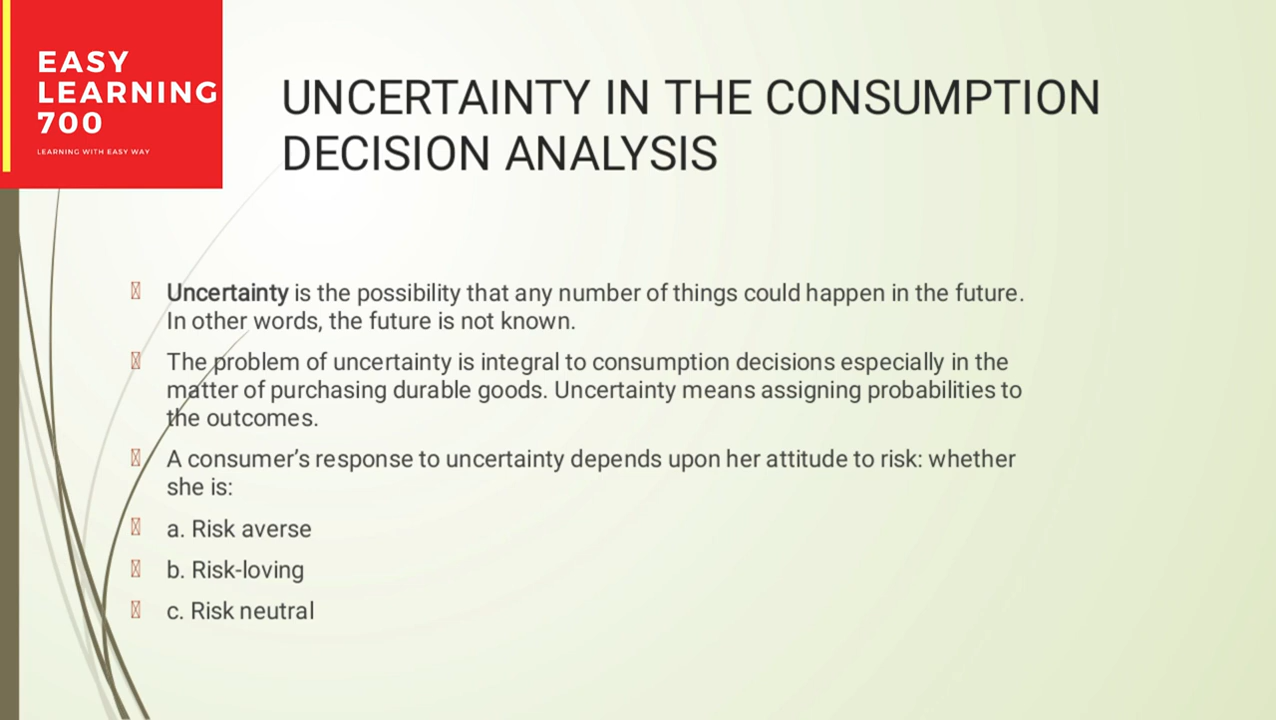 EASY
LEARNING
700
LEARNING WITH EASY WAY
UNCERTAINTY IN THE CONSUMPTION
DECISION ANALYSIS
Uncertainty is the possibility that any number of things could happen in the future.
In other words, the future is not known.
The problem of uncertainty is integral to consumption decisions especially in the
matter of purchasing durable goods. Uncertainty means assigning probabilities to
the outcomes.
A consumer’s response to uncertainty depends upon her attitude to risk: whether
she is:
a. Risk averse
b. Risk-loving
c. Risk neutral